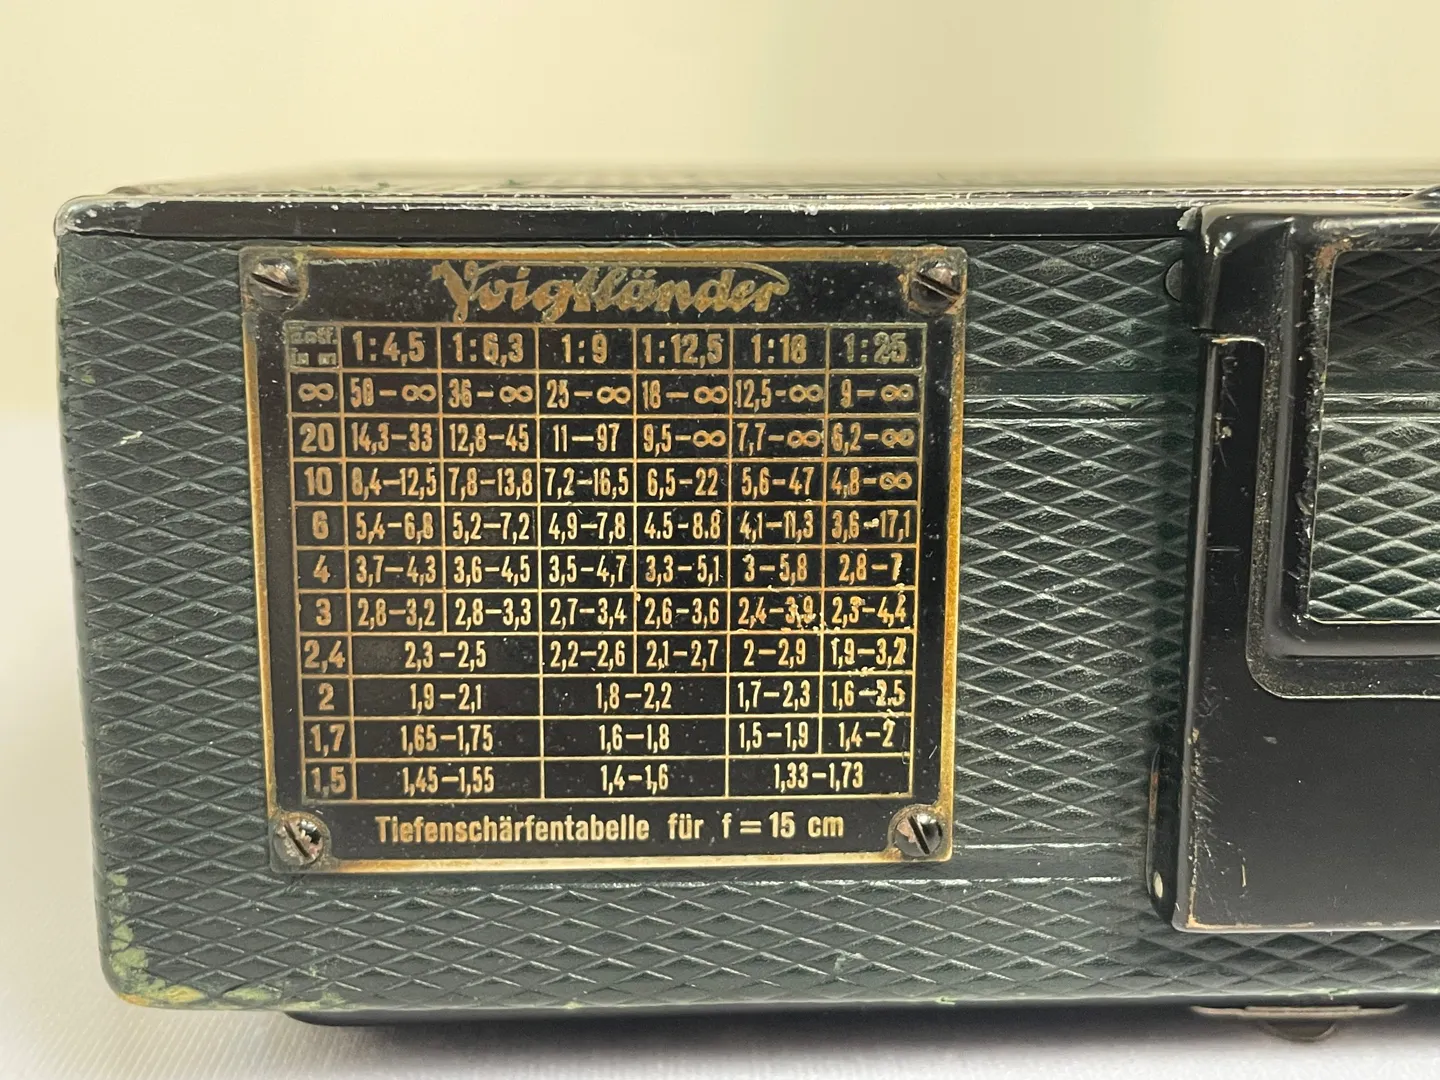 Voigtländer
Entf. in m 1:4,5 1:6,3 1:9 1:12,5 1:18 1:25
∞ 50–∞ 36–∞ 25–∞ 18–∞ 12,5–∞ 9–∞
20 14,3–33 12,8–45 11–97 9,5–∞ 7,7–∞ 6,2–∞
10 8,4–12,5 7,8–13,8 7,2–16,5 6,5–22 5,6–47 4,8–∞
6 5,4–6,8 5,2–7,2 4,9–7,8 4.5–8.8 4,1–11,3 3,6–17,1
4 3,7–4,3 3,6–4,5 3,5–4,7 3,3–5,1 3–5,8 2,8–7
3 2,8–3,2 2,8–3,3 2,7–3,4 2,6–3,6 2,4–3,9 2,3–4,4
2,4 2,3–2,5 2,2–2,6 2,1–2,7 2–2,9 1,9–3,2
2 1,9–2,1 1,8–2,2 1,7–2,3 1,6–2,5
1,7 1,65–1,75 1,6–1,8 1,5–1,9 1,4–2
1,5 1,45–1,55 1,4–1,6 1,33–1,73
Tiefenschärfentabelle für f=15 cm